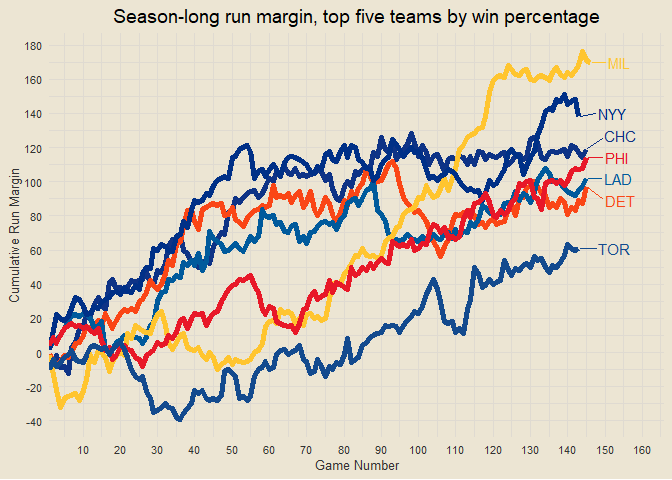 Season-long run margin, top five teams by win percentage
Cumulative Run Margin
180
160
140
120
100
80
60
40
20
0
-20
-40
MIL
NYY
CHC
PHI
LAD
DET
TOR
10 20 30 40 50 60 70 80 90 100 110 120 130 140 150 160
Game Number